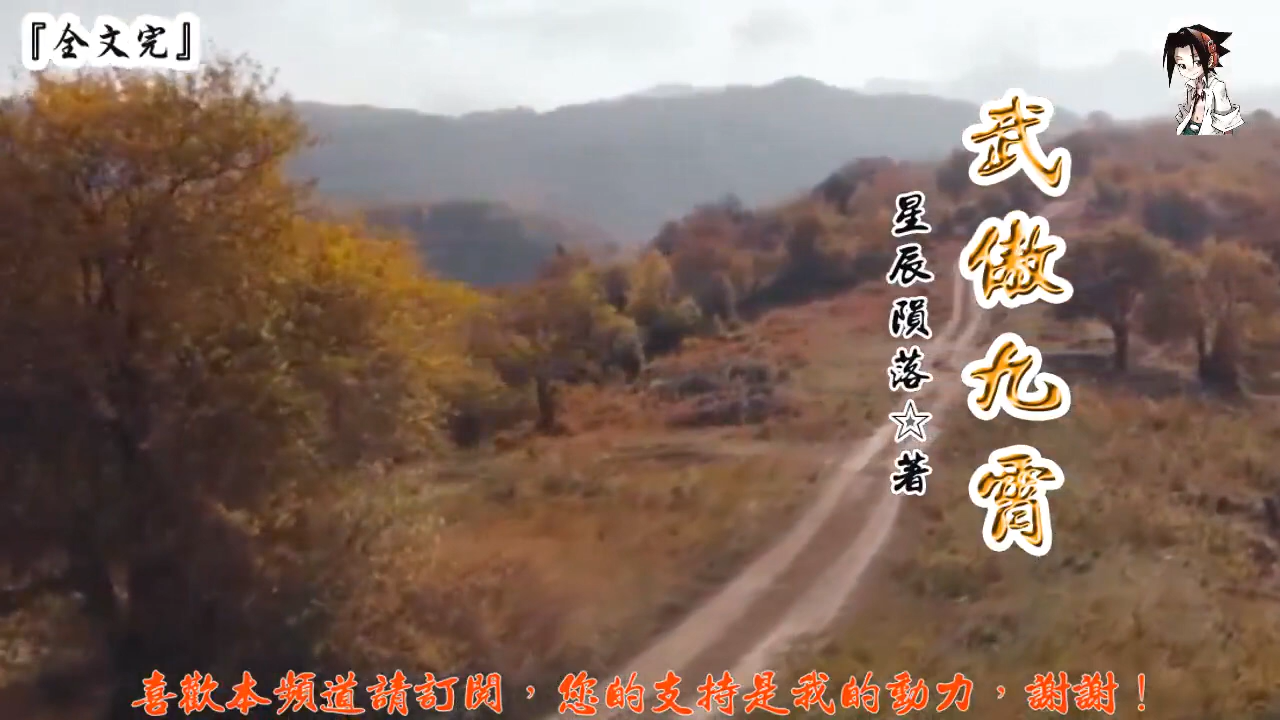 『全文完』
武傲九霄
星辰隕落☆著
喜歡本頻道請訂閱，您的支持是我的動力，謝謝！